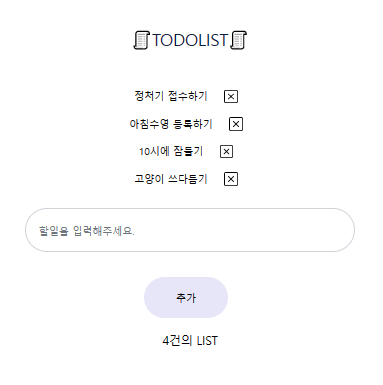 TODOLIST
정처기 접수하기
아침수영 등록하기
10시에 잠들기
고양이 쓰다듬기
할일을 입력해주세요.
추가
4건의 LIST